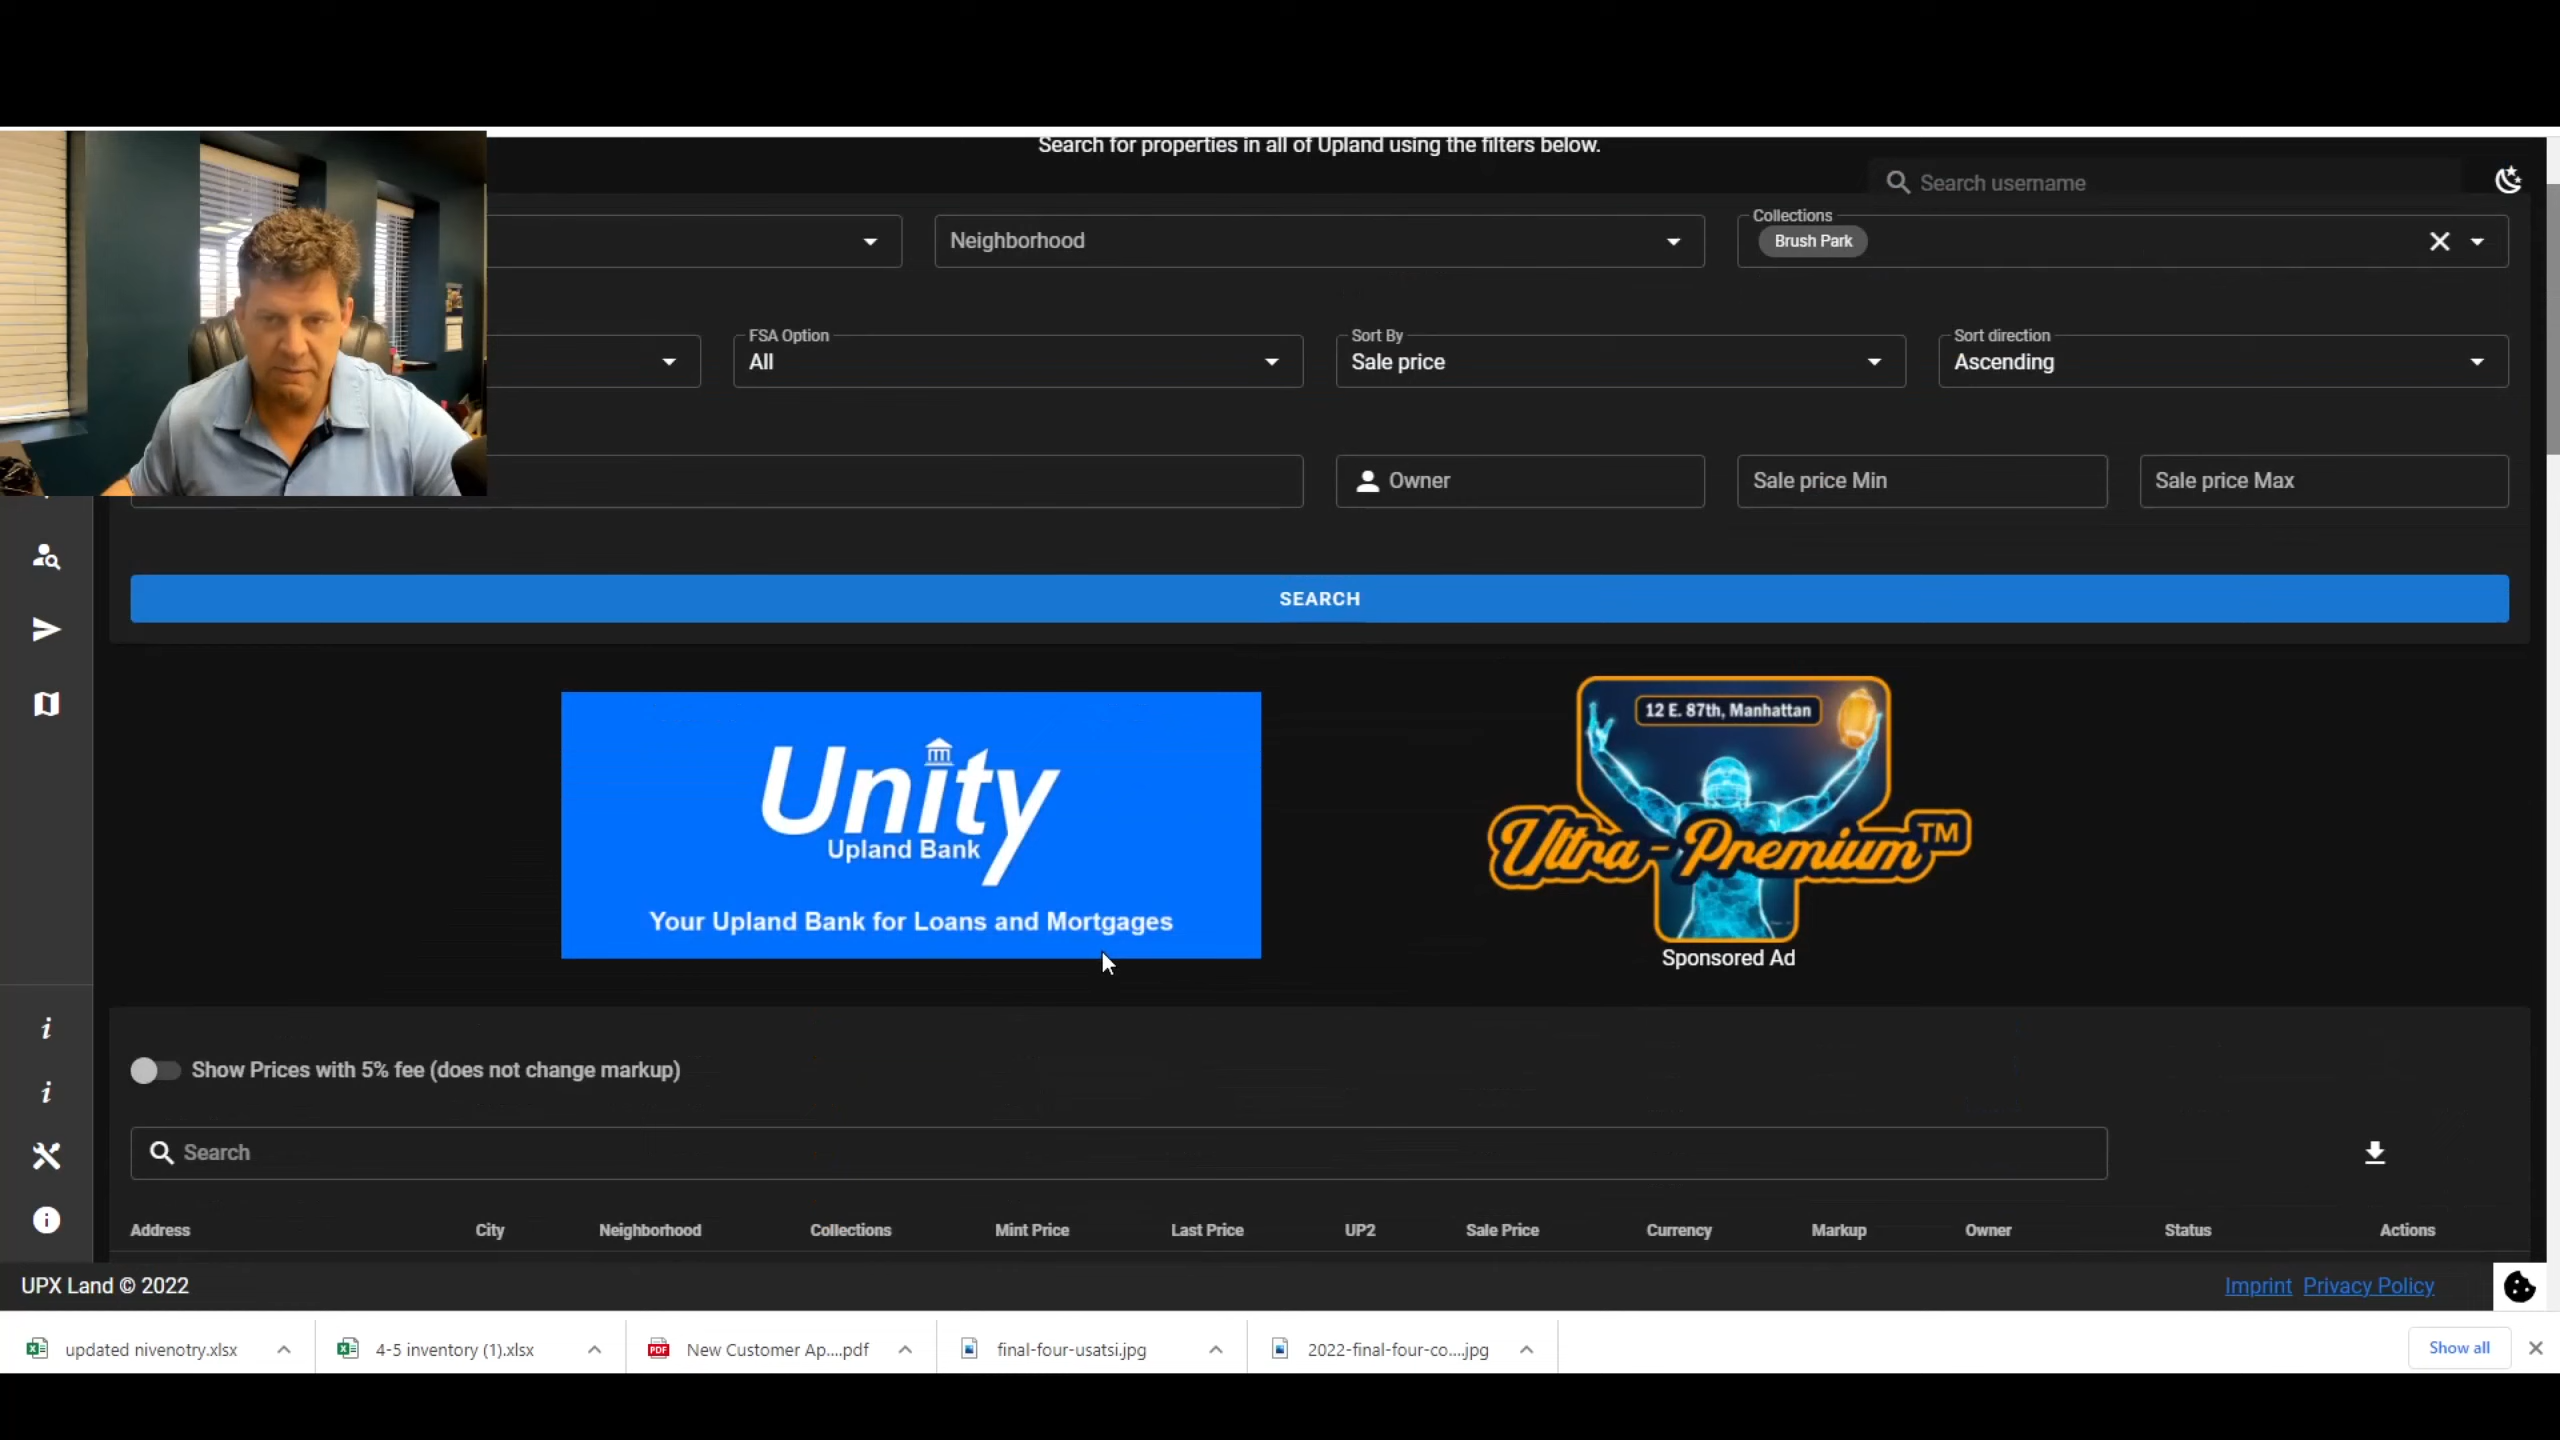 Search for properties in all of Upland using the filters below.
Search username
Neighborhood
Collections
Brush Park
FSA Option
All
Sort By
Sale price
Sort direction
Ascending
Owner
Sale price Min
Sale price Max
SEARCH
Unity
Upland Bank
Your Upland Bank for Loans and Mortgages
12 E. 87th, Manhattan
Ultra-Premium™
Sponsored Ad
Show Prices with 5% fee (does not change markup)
Search
Address City Neighborhood Collections Mint Price Last Price UP2 Sale Price Currency Markup Owner Status Actions
UPX Land © 2022
Imprint Privacy Policy
updated nivenotry.xlsx
4-5 inventory (1).xlsx
PDF New Customer Ap....pdf
final-four-usatsi.jpg
2022-final-four-co....jpg
Show all